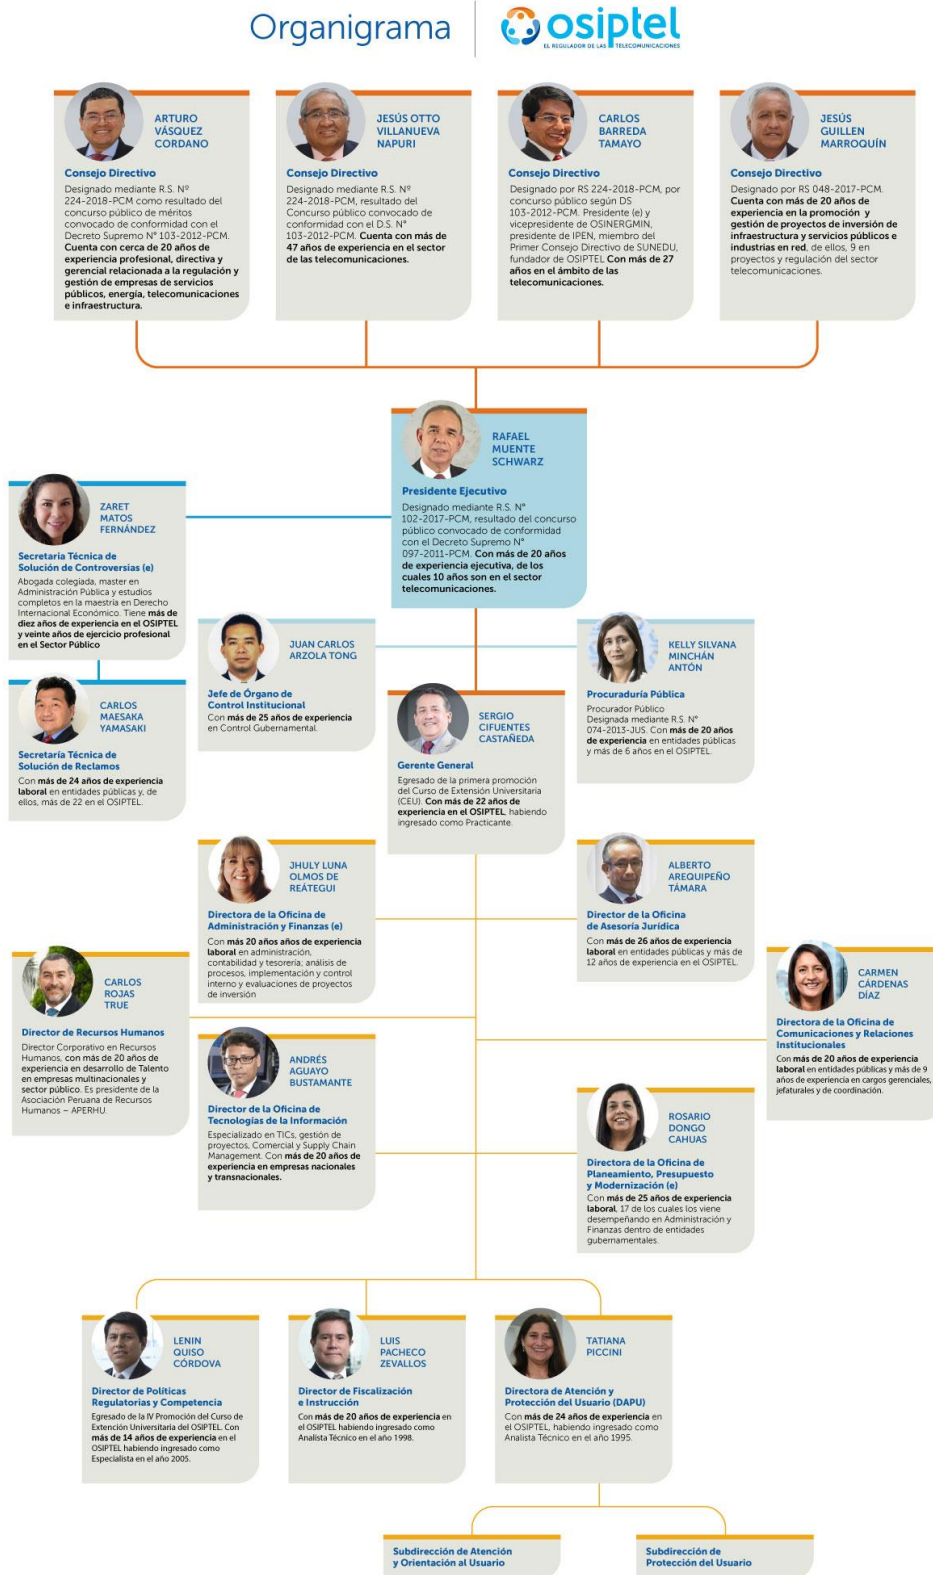 Organigrama
osiptel
EL REGULADOR DE LAS TELECOMUNICACIONES
ARTURO
VÁSQUEZ
CORDANO
Consejo Directivo
Designado mediante R.S. Nº
224-2018-PCM como resultado del
concurso público de méritos
convocado de conformidad con el
Decreto Supremo N° 103-2012-PCM.
Cuenta con cerca de 20 años de
experiencia profesional, directiva y
gerencial relacionada a la regulación y
gestión de empresas de servicios
públicos, energía, telecomunicaciones
e infraestructura.
JESÚS OTTO
VILLANUEVA
NAPURI
Consejo Directivo
Designado mediante R.S. Nº
224-2018-PCM, resultado del
Concurso público convocado de
conformidad con el D.S. N°
103-2012-PCM. Cuenta con más de
47 años de experiencia en el sector
de las telecomunicaciones.
CARLOS
BARREDA
TAMAYO
Consejo Directivo
Designado por RS 224-2018-PCM, por
concurso público según DS
103-2012-PCM. Presidente (e) y
vicepresidente de OSINERGMIN,
presidente de IPEN, miembro del
Primer Consejo Directivo de SUNEDU,
fundador de OSIPTEL Con más de 27
años en el ámbito de las
telecomunicaciones.
JESÚS
GUILLEN
MARROQUÍN
Consejo Directivo
Designado por RS 048-2017-PCM.
Cuenta con más de 20 años de
experiencia en la promoción y
gestión de proyectos de inversión de
infraestructura y servicios públicos e
industrias en red, de ellos, 9 en
proyectos y regulación del sector
telecomunicaciones.
RAFAEL
MUENTE
SCHWARZ
Presidente Ejecutivo
Designado mediante R.S. N°
102-2017-PCM, resultado del concurso
público convocado de conformidad
con el Decreto Supremo N°
097-2011-PCM. Con más de 20 años
de experiencia ejecutiva, de los
cuales 10 años son en el sector
telecomunicaciones.
ZARET
MATOS
FERNÁNDEZ
Secretaria Técnica de
Solución de Controversias (e)
Abogada colegiada, master en
Administración Pública y estudios
completos en la maestría en Derecho
Internacional Económico. Tiene más de
diez años de experiencia en el OSIPTEL
y veinte años de ejercicio profesional
en el Sector Público
CARLOS
MAESAKA
YAMASAKI
Secretaría Técnica de
Solución de Reclamos
Con más de 24 años de experiencia
laboral en entidades públicas y, de
ellos, más de 22 en el OSIPTEL.
JUAN CARLOS
ARZOLA TONG
Jefe de Órgano de
Control Institucional
Con más de 25 años de experiencia
en Control Gubernamental.
KELLY SILVANA
MINCHÁN
ANTÓN
Procuraduría Pública
Procurador Público
Designada mediante R.S. N°
074-2013-JUS. Con más de 20 años
de experiencia en entidades públicas
y más de 6 años en el OSIPTEL.
SERGIO
CIFUENTES
CASTAÑEDA
Gerente General
Egresado de la primera promoción
del Curso de Extensión Universitaria
(CEU). Con más de 22 años de
experiencia en el OSIPTEL, habiendo
ingresado como Practicante.
JHULY LUNA
OLMOS DE
REÁTEGUI
Directora de la Oficina de
Administración y Finanzas (e)
Con más 20 años años de experiencia
laboral en administración,
contabilidad y tesorería, análisis de
procesos, implementación y control
interno y evaluaciones de proyectos
de inversión
ALBERTO
AREQUIPEÑO
TÁMARA
Director de la Oficina
de Asesoría Jurídica
Con más de 26 años de experiencia
laboral en entidades públicas y más de
12 años de experiencia en el OSIPTEL.
CARLOS
ROJAS
TRUE
Director de Recursos Humanos
Director Corporativo en Recursos
Humanos, con más de 20 años de
experiencia en desarrollo de Talento
en empresas multinacionales y
sector público. Es presidente de la
Asociación Peruana de Recursos
Humanos – APERHU.
CARMEN
CÁRDENAS
DÍAZ
Directora de la Oficina de
Comunicaciones y Relaciones
Institucionales
Con más de 20 años de experiencia
laboral en entidades públicas y más de 9
años de experiencia en cargos gerenciales,
jefaturales y de coordinación.
ANDRÉS
AGUAYO
BUSTAMANTE
Director de la Oficina de
Tecnologías de la Información
Especializado en TICs, gestión de
proyectos, Comercial y Supply Chain
Management. Con más de 20 años de
experiencia en empresas nacionales
y transnacionales.
ROSARIO
DONGO
CAHUAS
Directora de la Oficina de
Planeamiento, Presupuesto
y Modernización (e)
Con más de 25 años de experiencia
laboral, 17 de los cuales los viene
desempeñando en Administración y
Finanzas dentro de entidades
gubernamentales.
LENIN
QUISO
CÓRDOVA
Director de Políticas
Regulatorias y Competencia
Egresado de la IV Promoción del Curso de
Extención Universitaria del OSIPTEL. Con
más de 14 años de experiencia en el
OSIPTEL habiendo ingresado como
Especialista en el año 2005.
LUIS
PACHECO
ZEVALLOS
Director de Fiscalización
e Instrucción
Con más de 20 años de experiencia en
el OSIPTEL habiendo ingresado como
Analista Técnico en el año 1998.
TATIANA
PICCINI
Directora de Atención y
Protección del Usuario (DAPU)
Con más de 24 años de experiencia en
el OSIPTEL, habiendo ingresado como
Analista Técnico en el año 1995.
Subdirección de Atención
y Orientación al Usuario
Subdirección de
Protección del Usuario